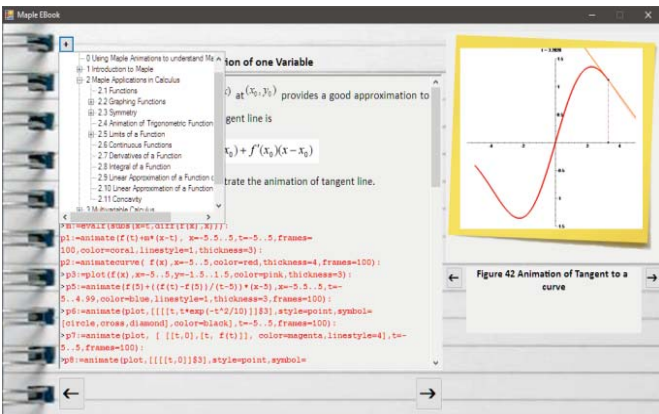 Maple EBook
0 Using Maple Animations to understand Ma
1 Introduction to Maple
2 Maple Applications in Calculus
2.1 Functions
2.2 Graphing Functions
2.3 Symmetry
2.4 Animation of Trigonometric Function
2.5 Limits of a Function
2.6 Continuous Functions
2.7 Derivatives of a Function
2.8 Integral of a Function
2.9 Linear Approximation of a Function
2.10 Linear Approximation of a Function
2.11 Concavity
3 Multivariable Calculus
ion of one Variable
at (x₀, y₀) provides a good approximation to
gent line is
x₀) + f'(x₀)(x − x₀)
trate the animation of tangent line.
>m:=evalf(subs(x=t,diff(f(x),x))):
p1:=animate(f(t)+m*(x-t), x=-5..5,t=-5..5,frames=
100,color=coral,linestyle=1,thickness=3):
p2:=animatecurve( f(x),x=-5..5,color=red,thickness=4,frames=100):
>p3:=plot(f(x),x=-5..5,y=-1.5..1.5,color=pink,thickness=3):
>p5:=animate(f(5)+((f(t)-f(5))/(t-5))*(x-5),x=-5..5,t=-
5..4.99,color=blue,linestyle=1,thickness=3,frames=100):
>p6:=animate(plot,[[[[t,t*exp(-t^2/10)]]$3],style=point,symbol=
[circle,cross,diamond],color=black],t=-5..5,frames=100):
>p7:=animate(plot, [ [[t,0],[t, f(t)]], color=magenta,linestyle=4],t=-
5..5,frames=100):
>p8:=animate(plot,[[[[t,0]]$3],style=point,symbol=
Figure 42 Animation of Tangent to a
curve